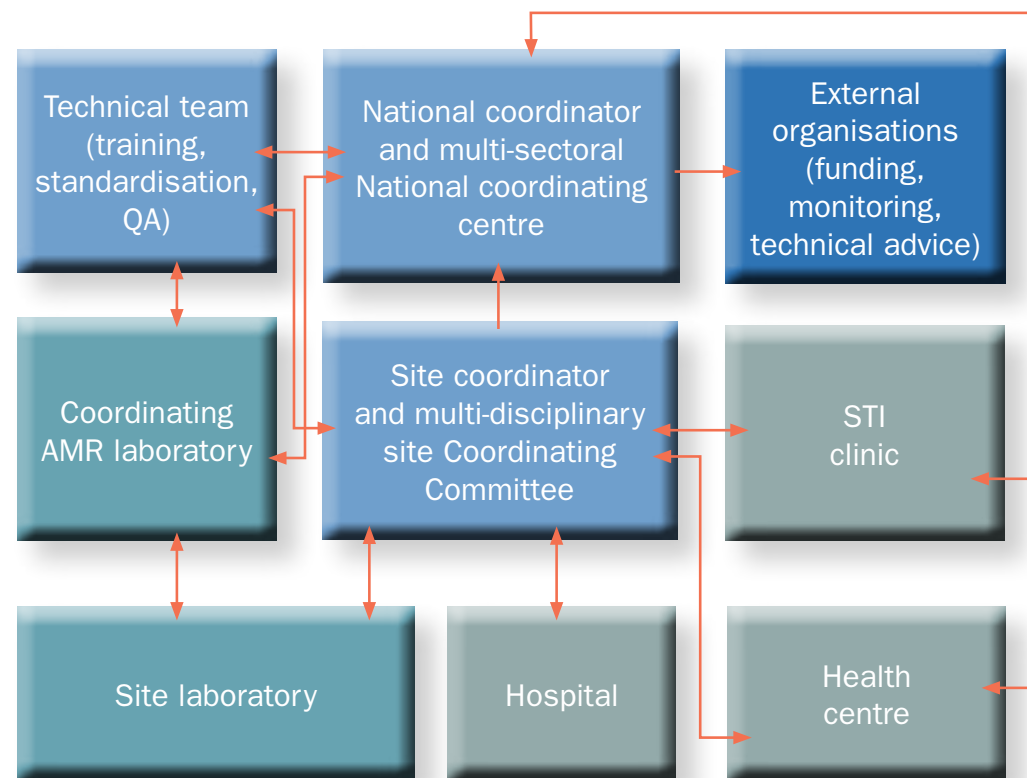 Technical team
(training,
standardisation,
QA)
National coordinator
and multi-sectoral
National coordinating
centre
External
organisations
(funding,
monitoring,
technical advice)
Coordinating
AMR laboratory
Site coordinator
and multi-disciplinary
site Coordinating
Committee
STI
clinic
Site laboratory
Hospital
Health
centre